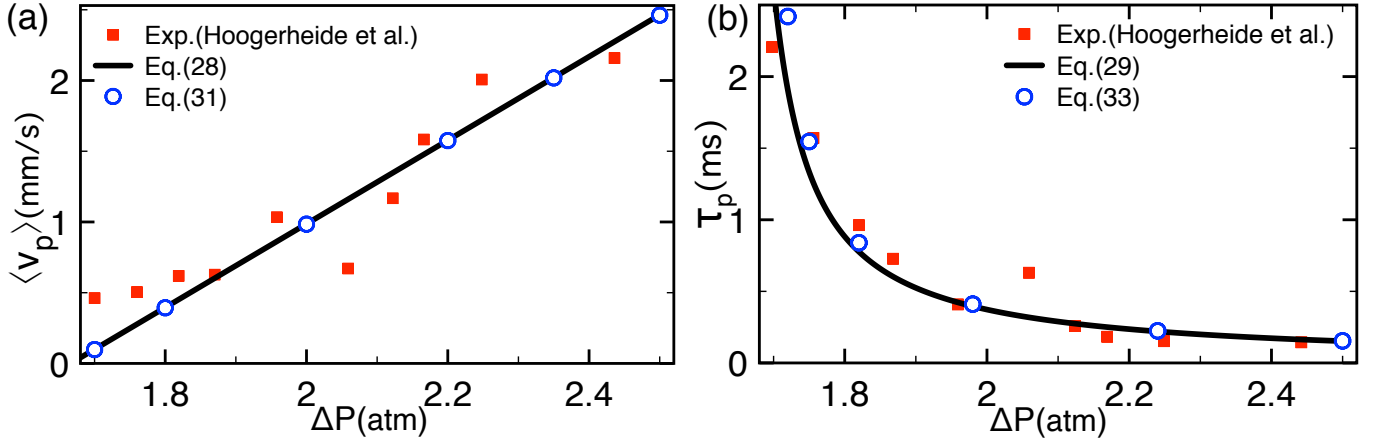 (a)
Exp.(Hoogerheide et al.)
Eq.(28)
Eq.(31)
⟨v_p⟩(mm/s)
2
1
0
1.8
2
2.2
2.4
ΔP(atm)
(b)
Exp.(Hoogerheide et al.)
Eq.(29)
Eq.(33)
τ_p(ms)
2
1
0
1.8
2
2.2
2.4
ΔP(atm)